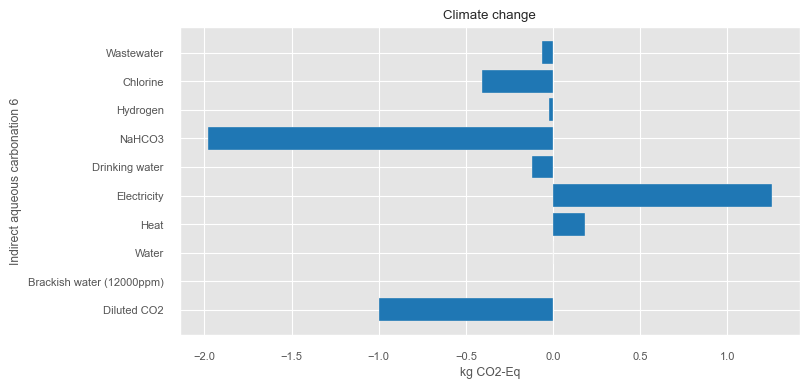 Climate change
Indirect aqueous carbonation 6
Wastewater
Chlorine
Hydrogen
NaHCO3
Drinking water
Electricity
Heat
Water
Brackish water (12000ppm)
Diluted CO2
−2.0 −1.5 −1.0 −0.5 0.0 0.5 1.0
kg CO2-Eq